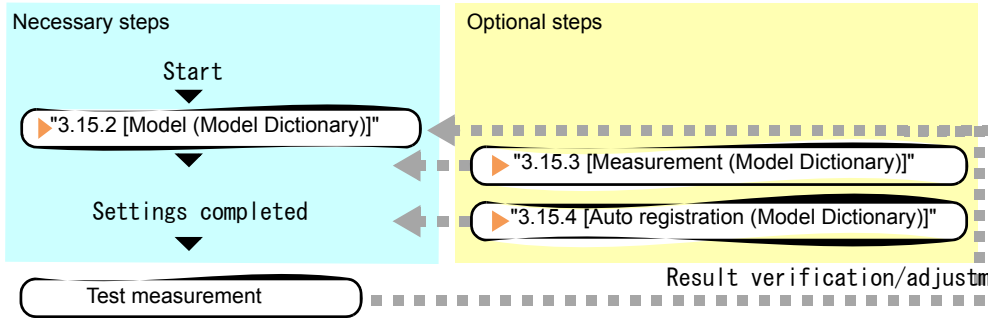 Necessary steps
Optional steps
Start
"3.15.2 [Model (Model Dictionary)]"
"3.15.3 [Measurement (Model Dictionary)]"
Settings completed
"3.15.4 [Auto registration (Model Dictionary)]"
Result verification/adjustm
Test measurement